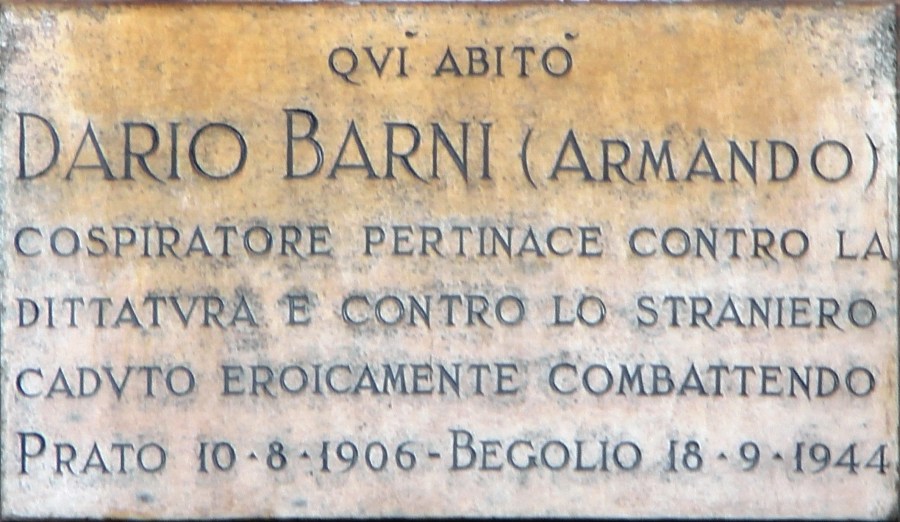 QVÌ ABITÒ
DARIO BARNI (ARMANDO)
COSPIRATORE PERTINACE CONTRO LA
DITTATVRA E CONTRO LO STRANIERO
CADVTO EROICAMENTE COMBATTENDO
PRATO 10·8·1906-BEGOLIO 18·9·1944